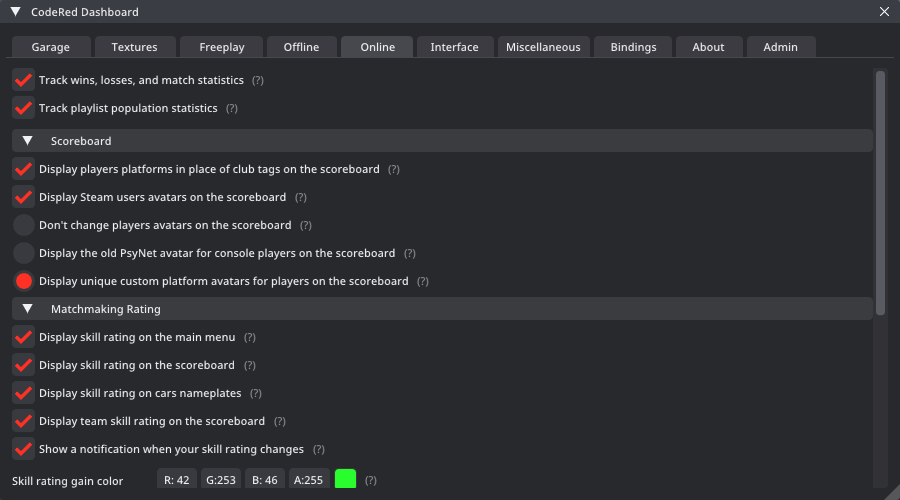 CodeRed Dashboard
Garage Textures Freeplay Offline Online Interface Miscellaneous Bindings About Admin
Track wins, losses, and match statistics (?)
Track playlist population statistics (?)
Scoreboard
Display players platforms in place of club tags on the scoreboard (?)
Display Steam users avatars on the scoreboard (?)
Don't change players avatars on the scoreboard (?)
Display the old PsyNet avatar for console players on the scoreboard (?)
Display unique custom platform avatars for players on the scoreboard (?)
Matchmaking Rating
Display skill rating on the main menu (?)
Display skill rating on the scoreboard (?)
Display skill rating on cars nameplates (?)
Display team skill rating on the scoreboard (?)
Show a notification when your skill rating changes (?)
Skill rating gain color R: 42 G:253 B: 46 A:255 (?)